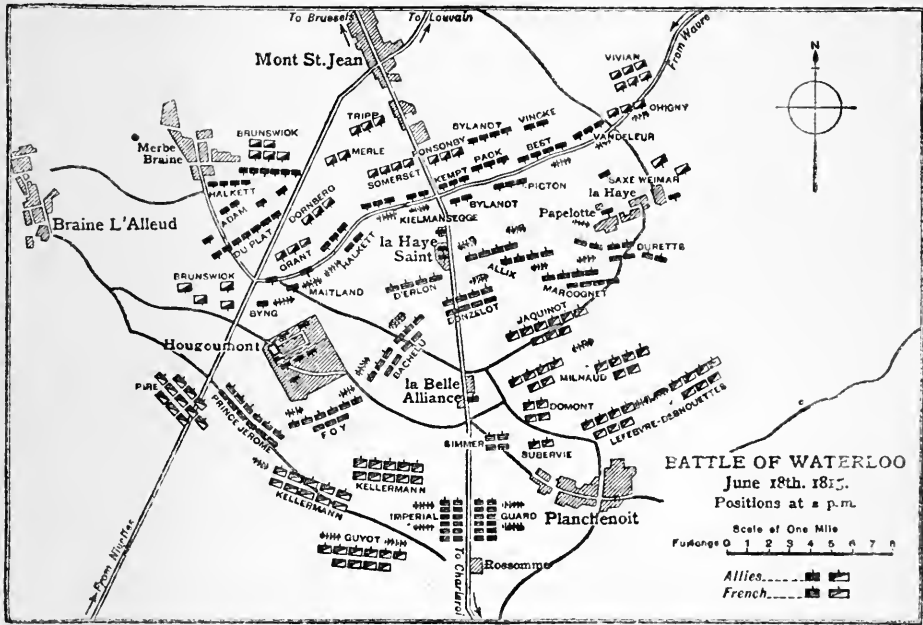 To Brussels
To Louvain
Mont St. Jean
From Wavre
N
VIVIAN
OHIGNY
VANDELEUR
TRIPP
BYLANDT
VINCKE
BRUNSWICK
Merbe
Braine
MERLE
PONSONBY
BEST
PACK
KEMPT
SOMERSET
SAXE WEIMAR
la Haye
PICTON
HALKETT
ADAM
DORNBERG
BYLANDT
Papelotte
Braine L'Alleud
KIELMANSEGGE
DU PLAT
GRANT
HALKETT
la Haye
Saint
DURETTE
ALLIX
BRUNSWICK
MAITLAND
D'ERLON
MARCOGNET
BYNG
DONZELOT
JAQUINOT
Hougoumont
BACHELU
la Belle
Alliance
MILHAUD
PIRE
PRINCE JEROME
FOY
DOMONT
LEFEBVRE-DESNOUETTES
SIMMER
SUBERVIE
BATTLE OF WATERLOO
June 18th. 1815.
Positions at p.m.
KELLERMANN
KELLERMANN
Planchenoit
IMPERIAL GUARD
Scale of One Mile
Furlongs 0 1 2 3 4 5 6 7 8
GUYOT
From Nivelles
To Charleroi
Rossomme
Allies
French